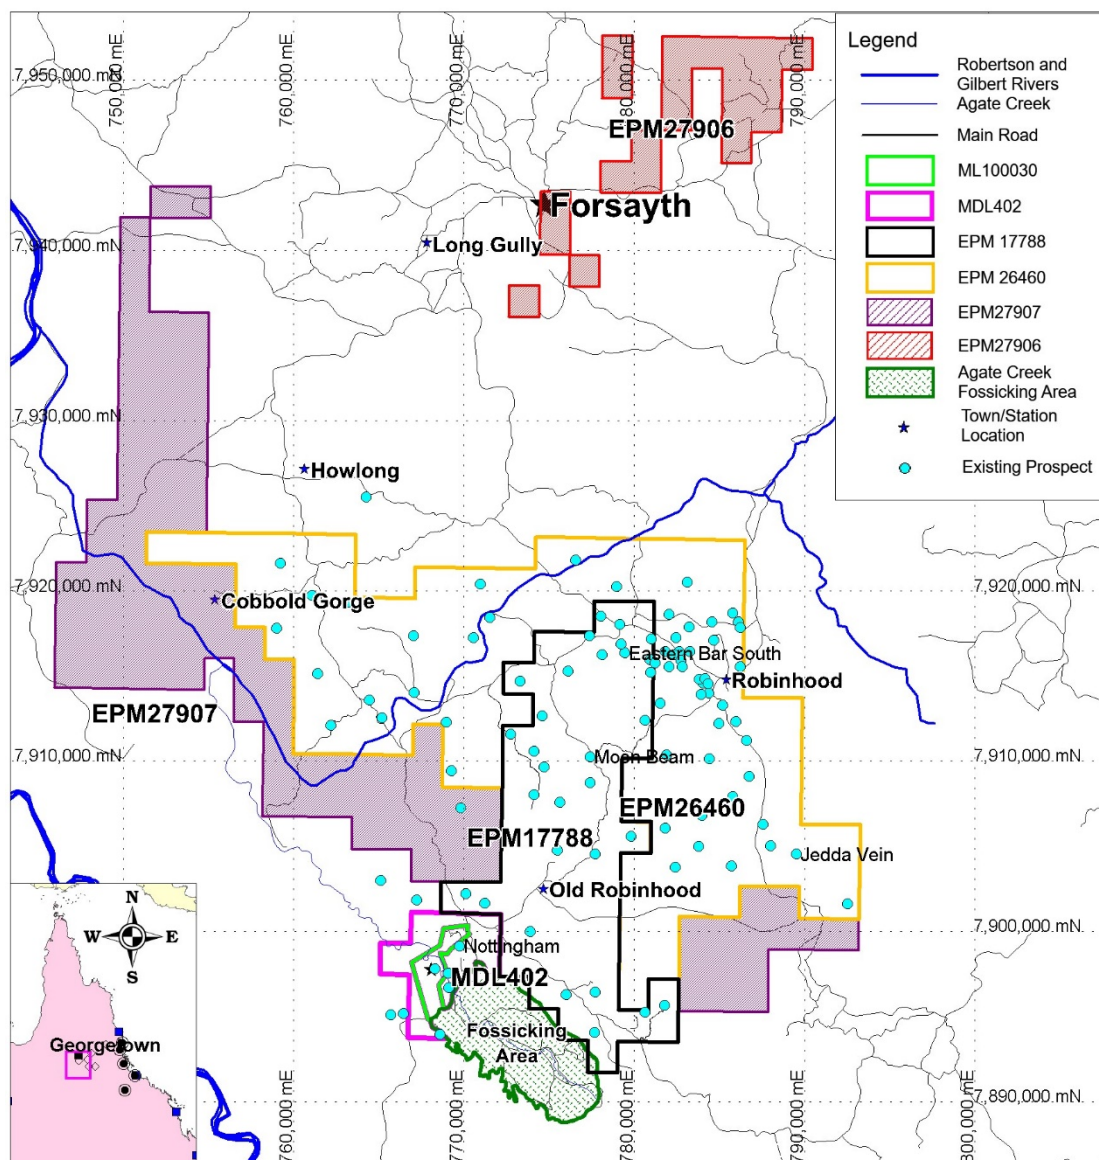 750,000 mE
760,000 mE
770,000 mE
780,000 mE
790,000 mE
7,950,000 mN
7,940,000 mN
7,930,000 mN
7,920,000 mN
7,910,000 mN
EPM27906
Forsayth
Long Gully
Howlong
Cobbold Gorge
EPM27907
Eastern Bar South
Robinhood
Moon Beam
EPM26460
EPM17788
Jedda Vein
Old Robinhood
Nottingham
MDL402
Fossicking
Area
7,920,000 mN
7,910,000 mN
7,900,000 mN
7,890,000 mN
760,000 mE
770,000 mE
780,000 mE
790,000 mE
800,000 mE
Legend
Robertson and
Gilbert Rivers
Agate Creek
Main Road
ML100030
MDL402
EPM 17788
EPM 26460
EPM27907
EPM27906
Agate Creek
Fossicking Area
Town/Station
Location
Existing Prospect
N
W
E
S
Georgetown